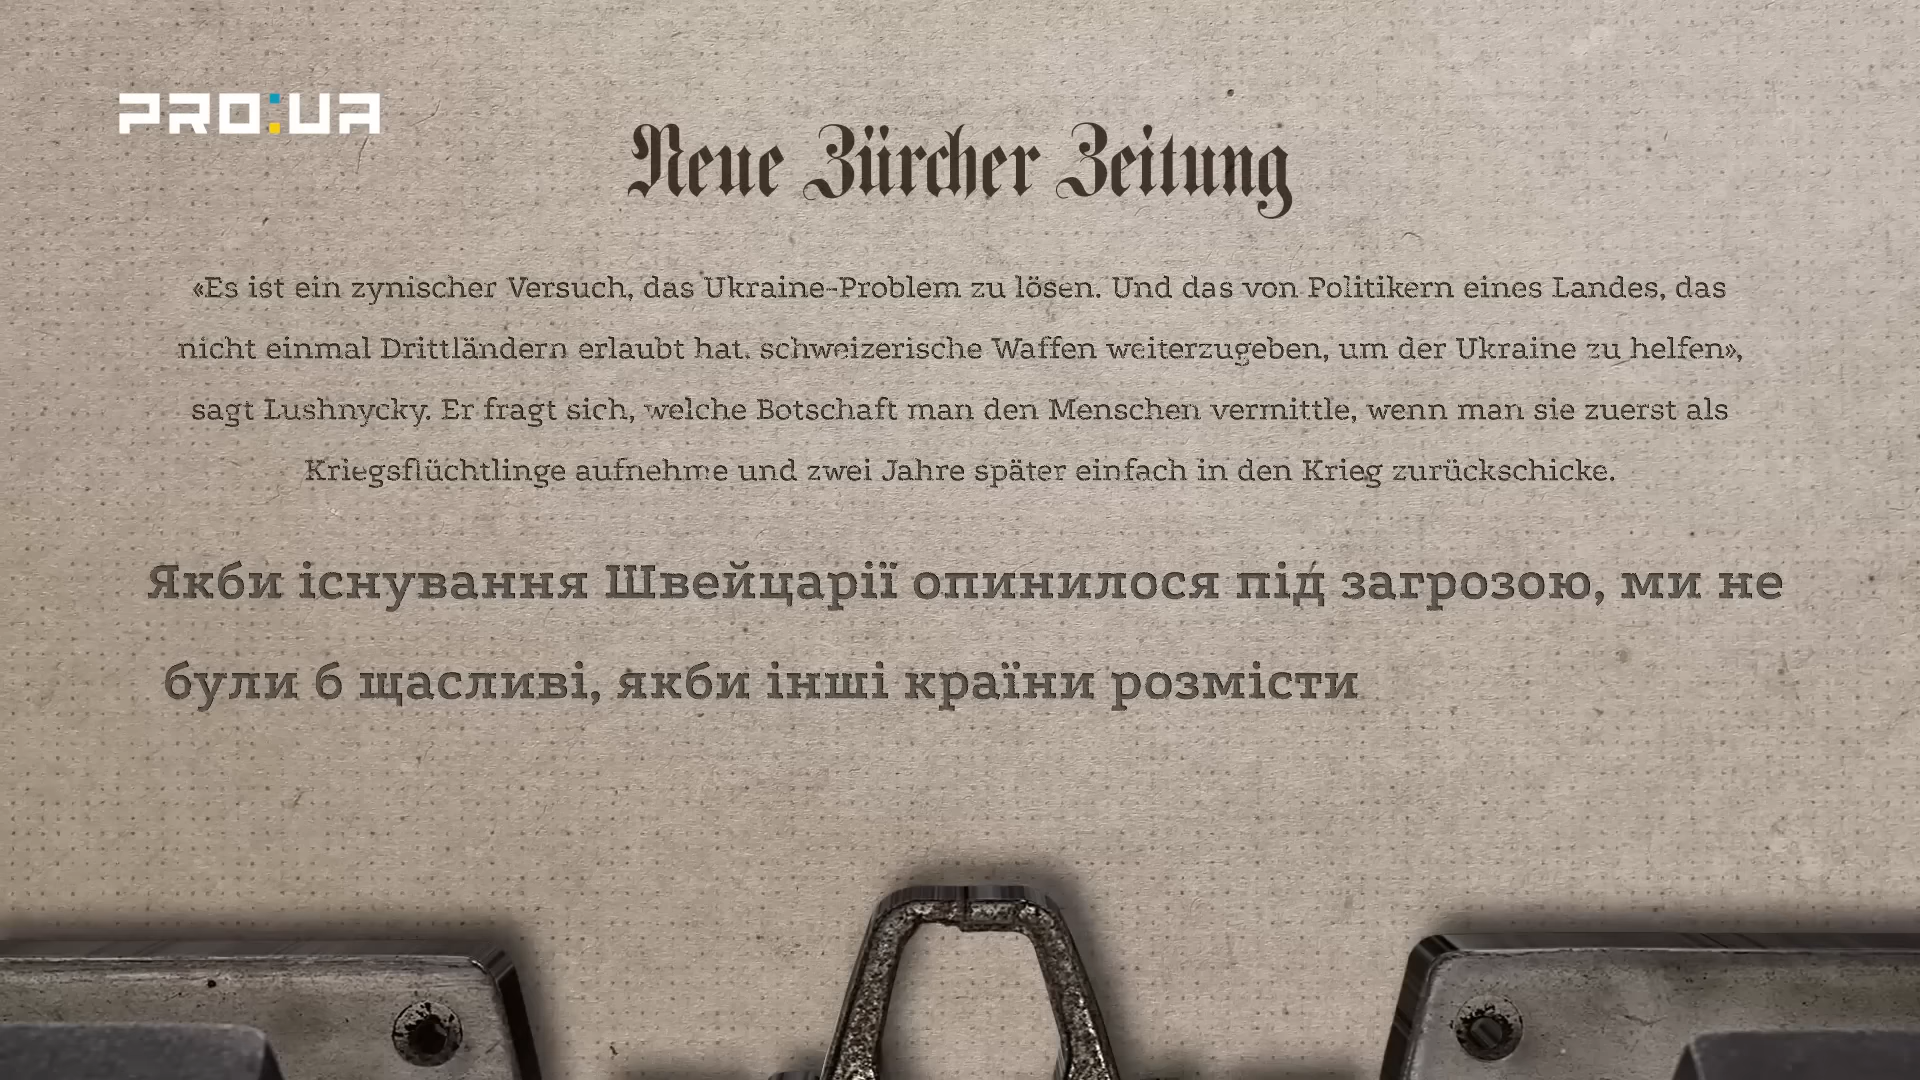 PRO:UA
Neue Zürcher Zeitung
«Es ist ein zynischer Versuch, das Ukraine-Problem zu lösen. Und das von Politikern eines Landes, das
nicht einmal Drittländern erlaubt hat, schweizerische Waffen weiterzugeben, um der Ukraine zu helfen»,
sagt Lushnycky. Er fragt sich, welche Botschaft man den Menschen vermittle, wenn man sie zuerst als
Kriegsflüchtlinge aufnehme und zwei Jahre später einfach in den Krieg zurückschicke.
Якби існування Швейцарії опинилося під загрозою, ми не
були б щасливі, якби інші країни розмісти